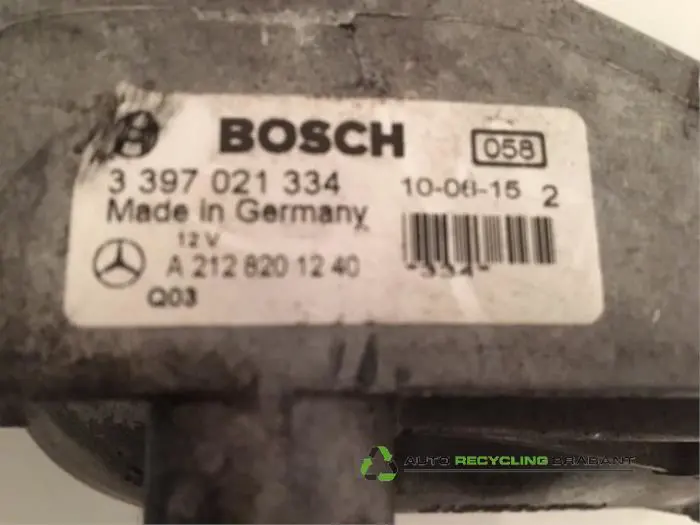 BOSCH 058
3 397 021 334 10-06-15 2
Made in Germany
12 V
A 212 820 12 40 *334*
Q03
AUTO RECYCLING BRABANT